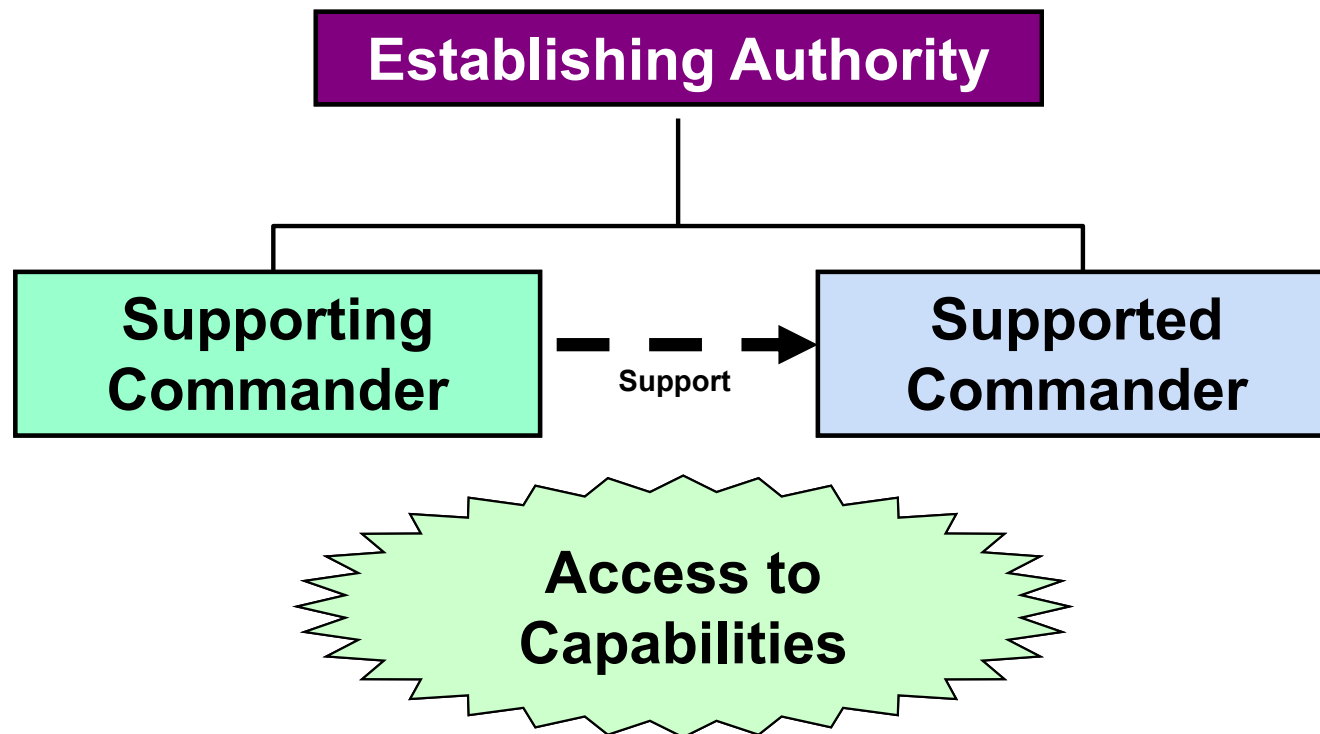 Establishing Authority
Supporting
Commander
Support
Supported
Commander
Access to
Capabilities